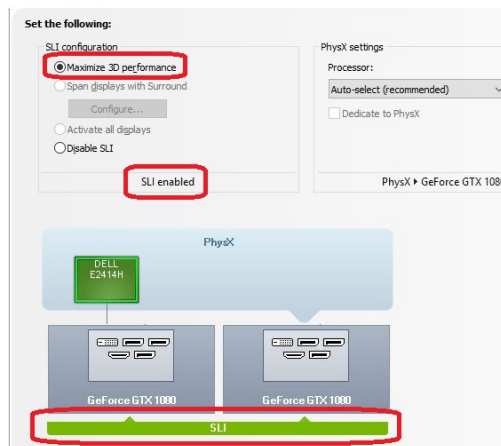 Set the following:
SLI configuration
Maximize 3D performance
Span displays with Surround
Configure...
Activate all displays
Disable SLI
SLI enabled
PhysX settings
Processor:
Auto-select (recommended)
Dedicate to PhysX
PhysX ▸ GeForce GTX 1080
PhysX
DELL
E2414H
GeForce GTX 1080
GeForce GTX 1080
SLI